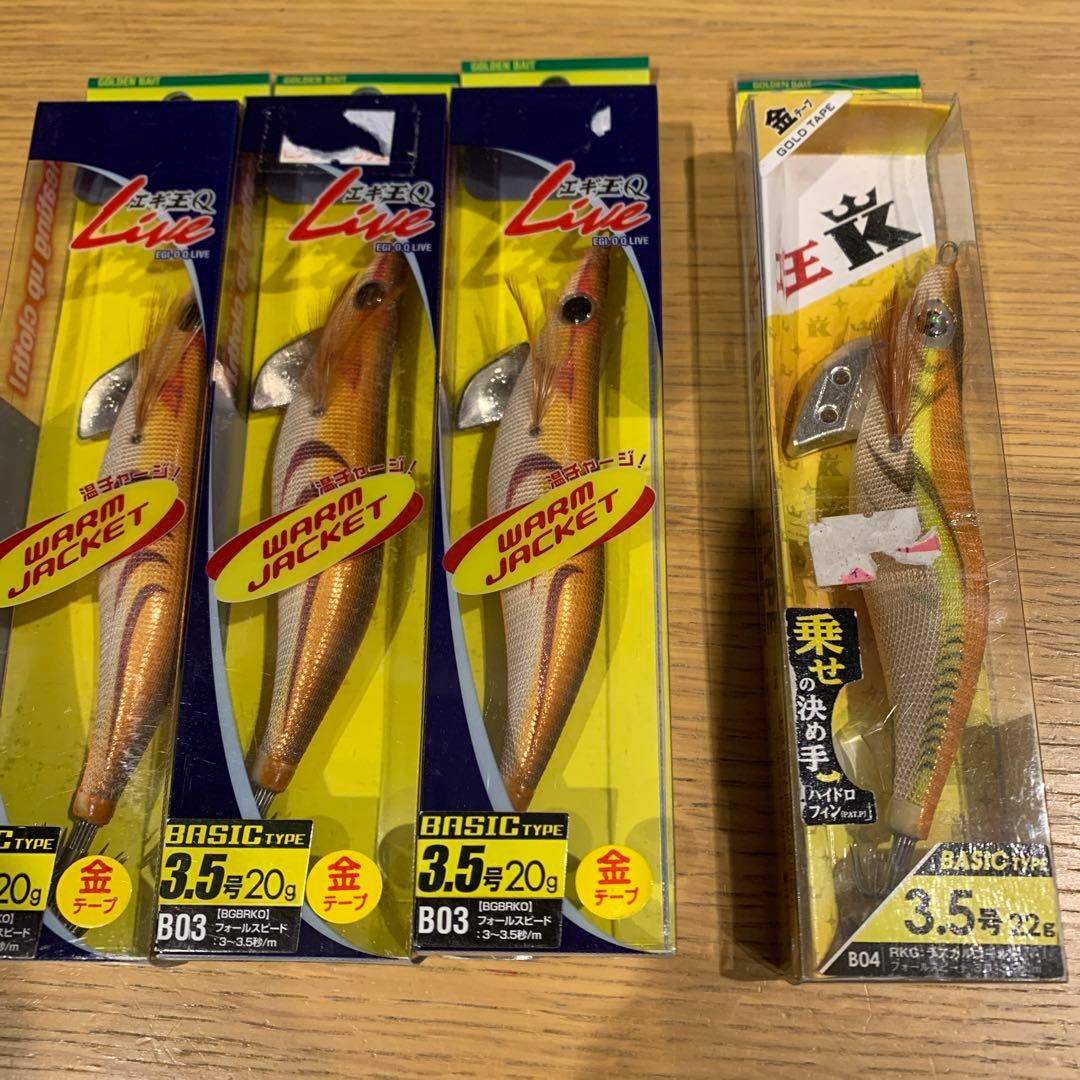 GOLDEN BAIT
Intfolc qu gnittsaH
Live
エギ王Q
温チャージ!
WARM
JACKET
BASIC TYPE
20g
金
テープ
GOLDEN BAIT
エギ王Q
Live
EGI-O.Q LIVE
温チャージ!
WARM
JACKET
BASIC TYPE
3.5号20g
B03
[BGBRKO]
フォールスピード
:3~3.5秒/m
金
テープ
GOLDEN BAIT
エギ王Q
Live
EGI-O.Q LIVE
温チャージ!
WARM
JACKET
BASIC TYPE
3.5号20g
B03
[BGBRKO]
フォールスピード
:3~3.5秒/m
金
テープ
GOLDEN BAIT
金テープ
GOLD TAPE
王K
乗せ
の決め手
ハイドロ
フィン(PAT.P)
BASIC TYPE
3.5号22g
B04